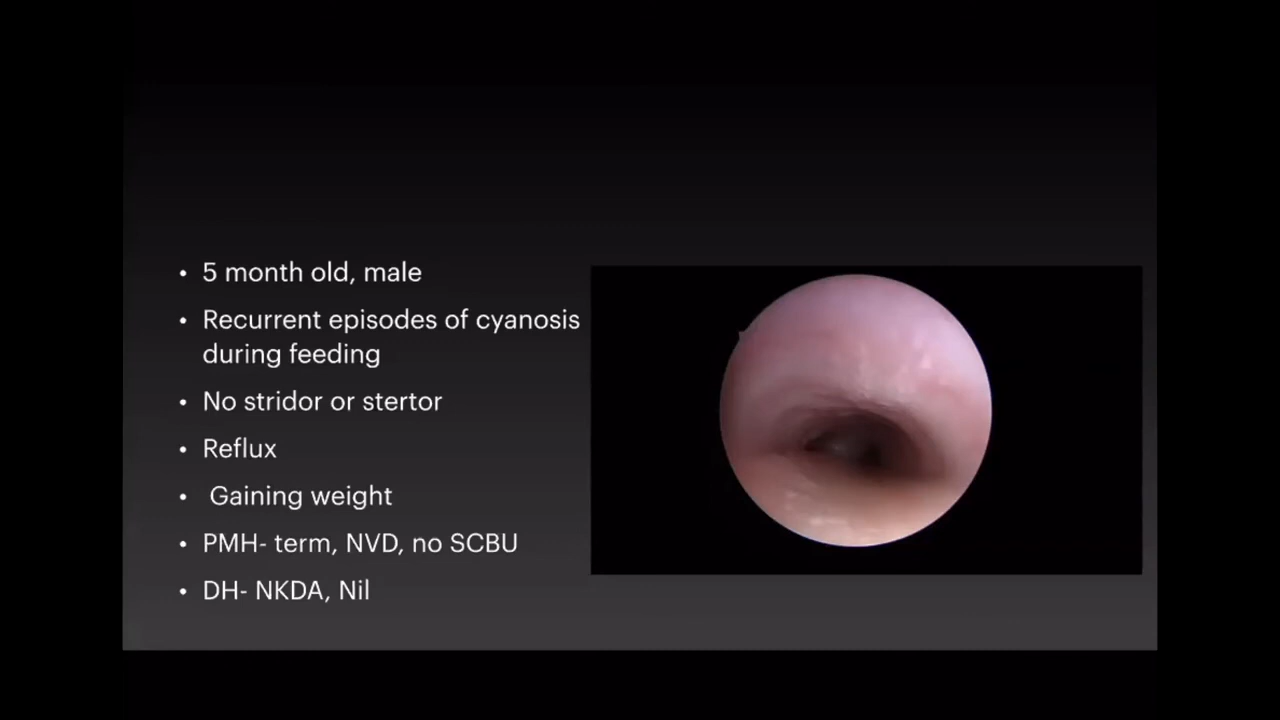 • 5 month old, male
• Recurrent episodes of cyanosis
during feeding
• No stridor or stertor
• Reflux
• Gaining weight
• PMH- term, NVD, no SCBU
• DH- NKDA, Nil